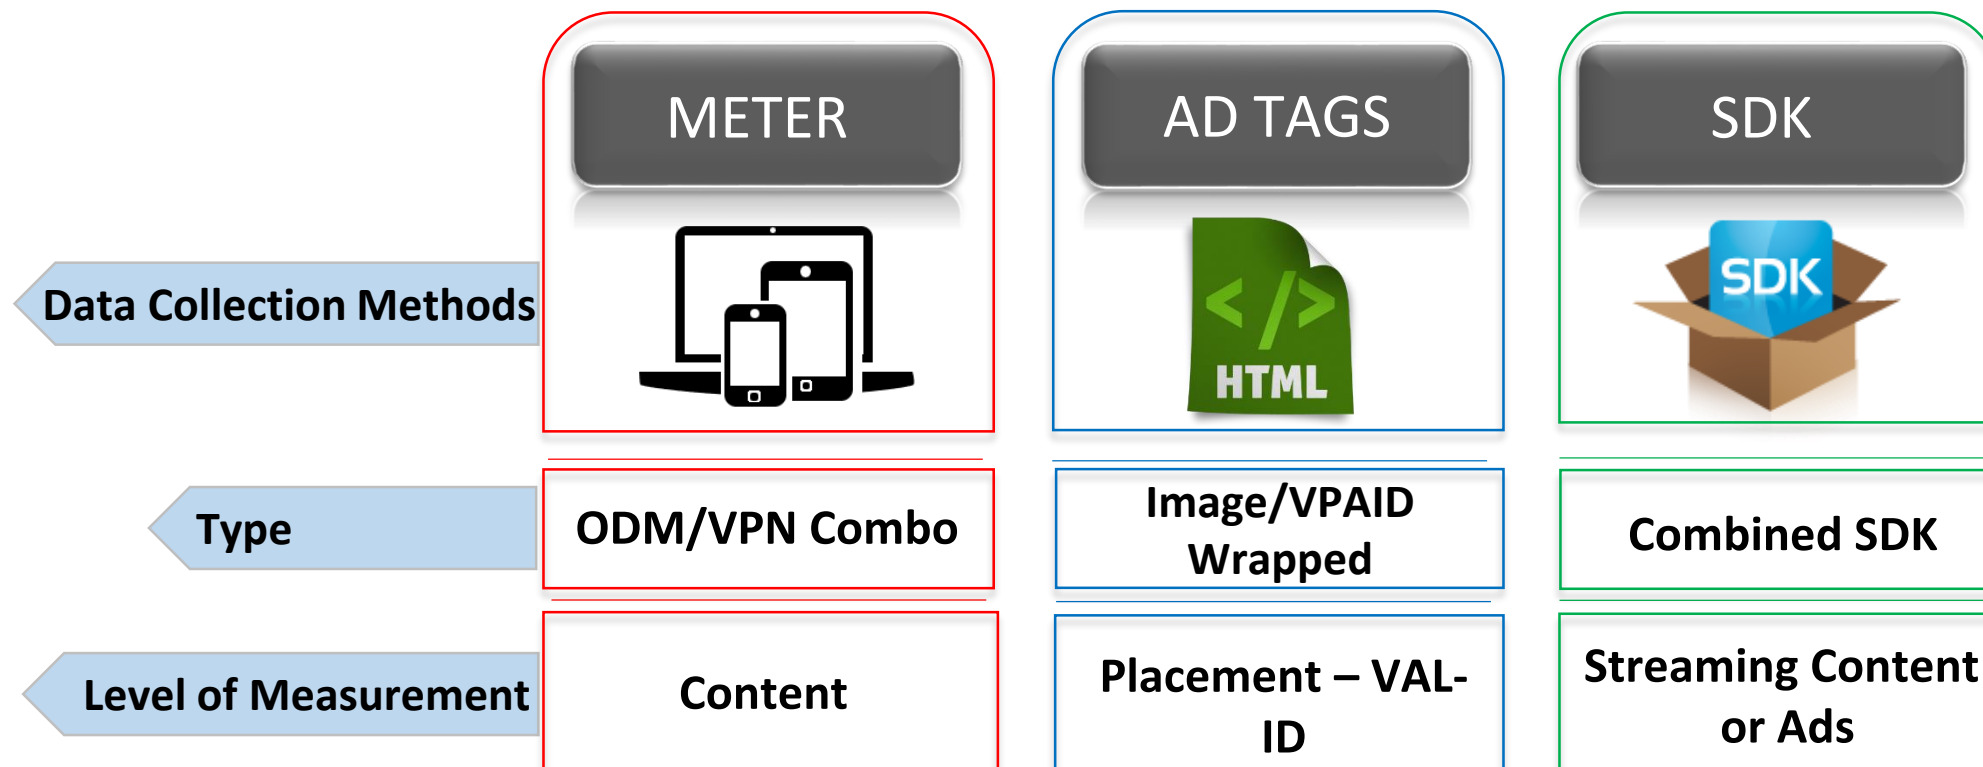 METER
AD TAGS
SDK
Data Collection Methods
</>
HTML
SDK
Type
ODM/VPN Combo
Image/VPAID
Wrapped
Combined SDK
Level of Measurement
Content
Placement – VAL-
ID
Streaming Content
or Ads